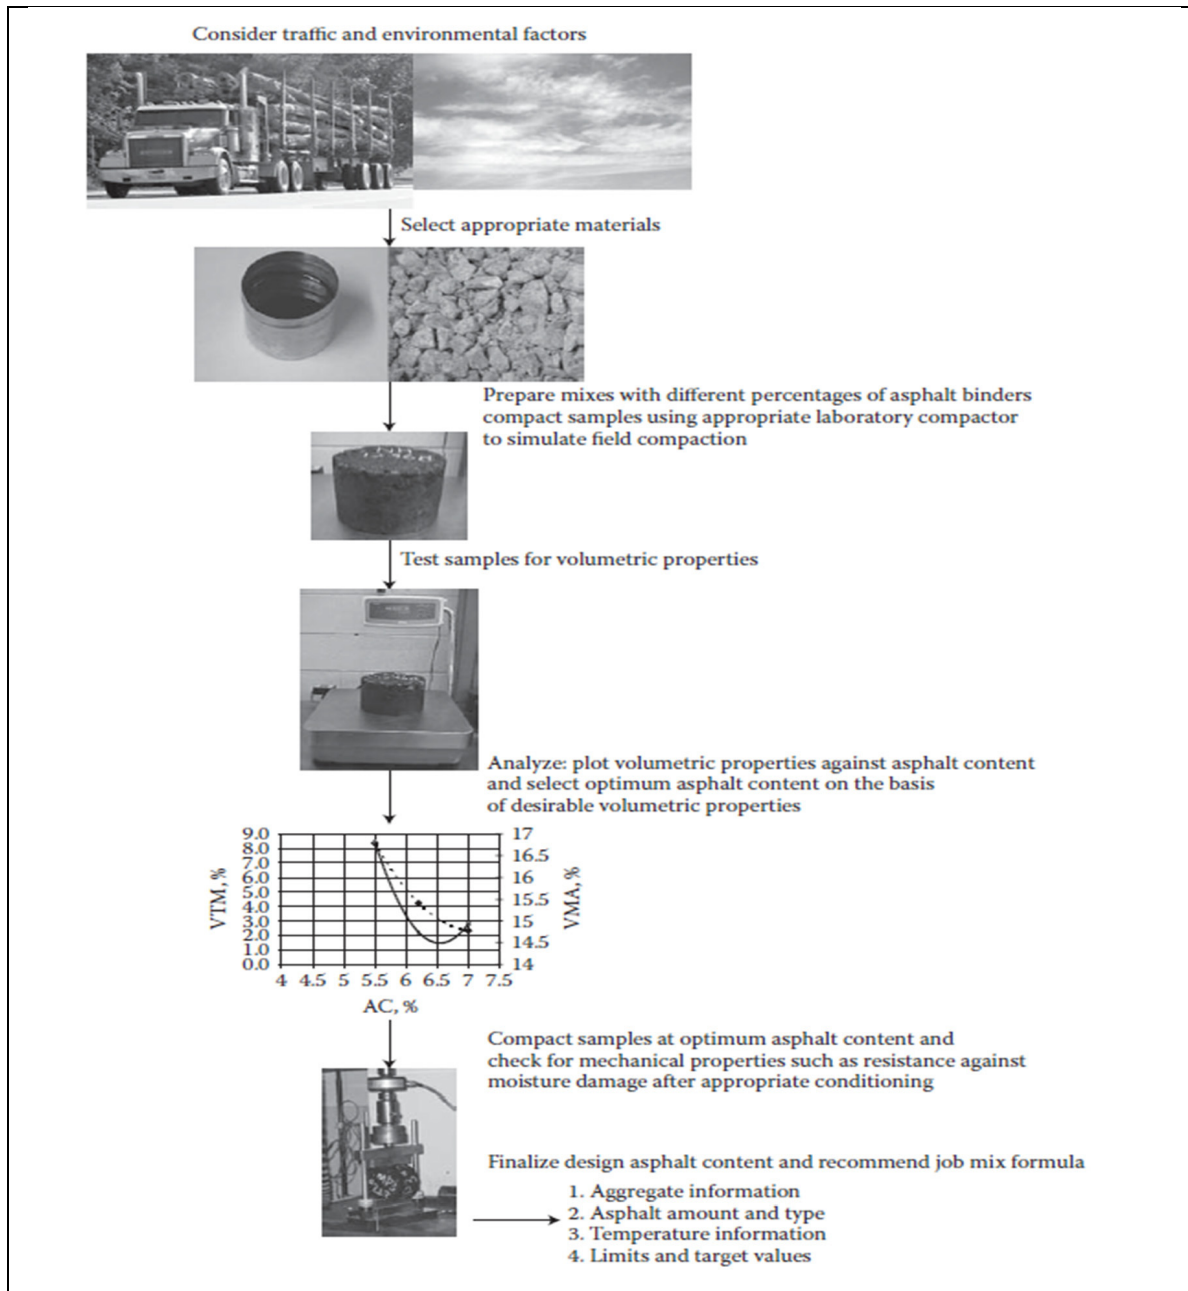 Consider traffic and environmental factors
Select appropriate materials
Prepare mixes with different percentages of asphalt binders
compact samples using appropriate laboratory compactor
to simulate field compaction
Test samples for volumetric properties
Analyze: plot volumetric properties against asphalt content
and select optimum asphalt content on the basis
of desirable volumetric properties
VTM, %
9.0
8.0
7.0
6.0
5.0
4.0
3.0
2.0
1.0
0.0
17
16.5
16
15.5
15
14.5
14
VMA, %
4 4.5 5 5.5 6 6.5 7 7.5
AC, %
Compact samples at optimum asphalt content and
check for mechanical properties such as resistance against
moisture damage after appropriate conditioning
Finalize design asphalt content and recommend job mix formula
1. Aggregate information
2. Asphalt amount and type
3. Temperature information
4. Limits and target values